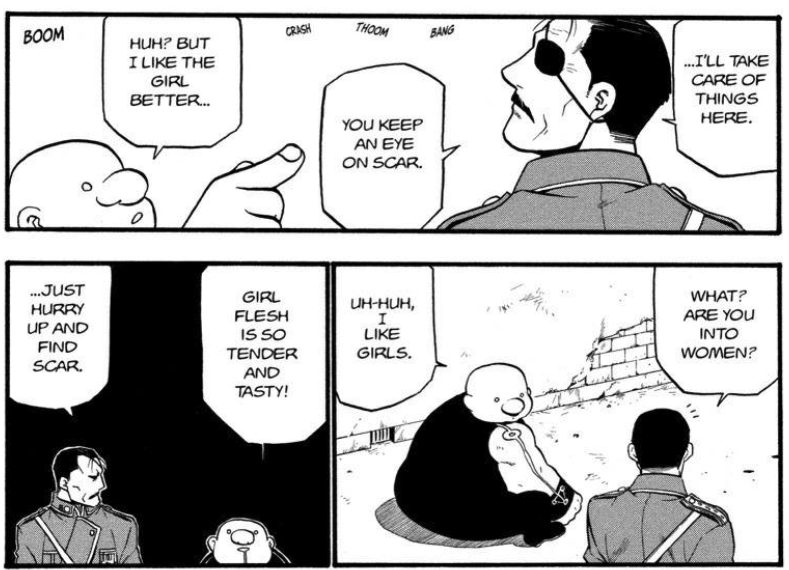 ...I'LL TAKE
CARE OF
THINGS
HERE.
YOU KEEP
AN EYE
ON SCAR.
BANG
THOOM
CRASH
HUH? BUT
I LIKE THE
GIRL
BETTER...
BOOM
WHAT?
ARE YOU
INTO
WOMEN?
UH-HUH,
I
LIKE
GIRLS.
GIRL
FLESH
IS SO
TENDER
AND
TASTY!
...JUST
HURRY
UP AND
FIND
SCAR.